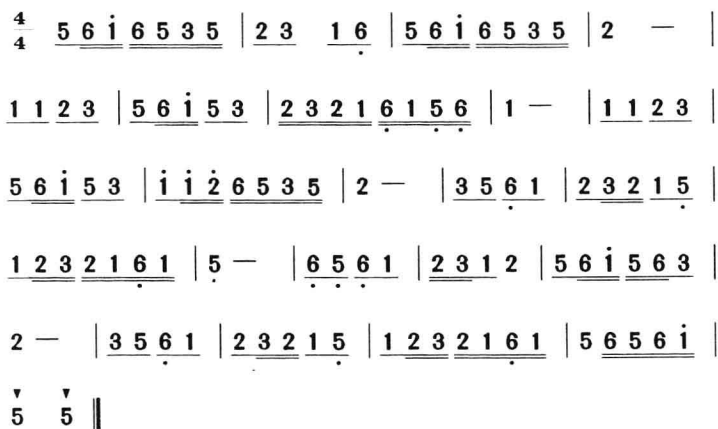 4/4 5 6 i̇ 6 5 3 5 | 2 3 1 6̣ | 5 6 i̇ 6 5 3 5 | 2 — |
1 1 2 3 | 5 6 i̇ 5 3 | 2 3 2 1 6̣ 1 5̣ 6̣ | 1 — | 1 1 2 3 |
5 6 i̇ 5 3 | i̇ i̇ 2̇ 6 5 3 5 | 2 — | 3 5 6̣ 1 | 2 3 2 1 5̣ |
1 2 3 2 1 6̣ 1 | 5̣ — | 6̣ 5̣ 6̣ 1 | 2 3 1 2 | 5 6 i̇ 5 6 3 |
2 — | 3 5 6̣ 1 | 2 3 2 1 5̣ | 1 2 3 2 1 6̣ 1 | 5 6 5 6 i̇ |
5 5 ‖